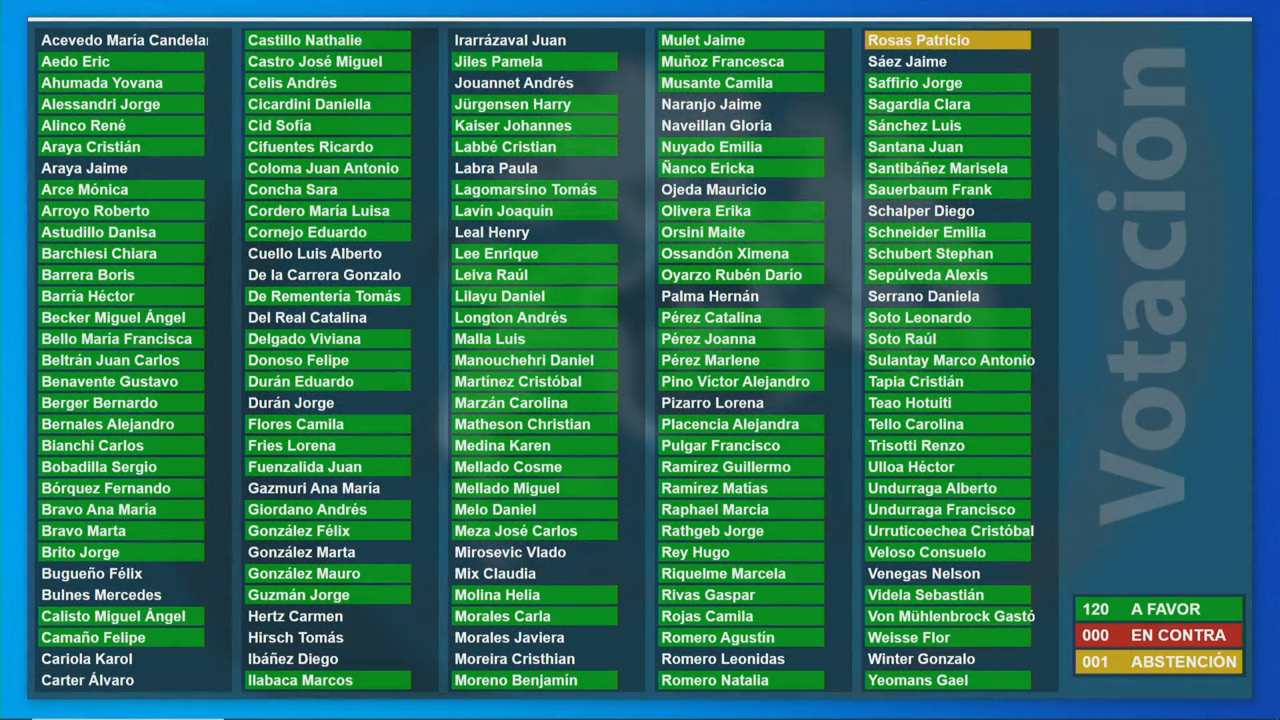 Acevedo María Candelar
Aedo Eric
Ahumada Yovana
Alessandri Jorge
Alinco René
Araya Cristián
Araya Jaime
Arce Mónica
Arroyo Roberto
Astudillo Danisa
Barchiesi Chiara
Barrera Boris
Barría Héctor
Becker Miguel Ángel
Bello María Francisca
Beltrán Juan Carlos
Benavente Gustavo
Berger Bernardo
Bernales Alejandro
Bianchi Carlos
Bobadilla Sergio
Bórquez Fernando
Bravo Ana María
Bravo Marta
Brito Jorge
Bugueño Félix
Bulnes Mercedes
Calisto Miguel Ángel
Camaño Felipe
Cariola Karol
Carter Álvaro
Castillo Nathalie
Castro José Miguel
Celis Andrés
Cicardini Daniella
Cid Sofía
Cifuentes Ricardo
Coloma Juan Antonio
Concha Sara
Cordero María Luisa
Cornejo Eduardo
Cuello Luis Alberto
De la Carrera Gonzalo
De Rementería Tomás
Del Real Catalina
Delgado Viviana
Donoso Felipe
Durán Eduardo
Durán Jorge
Flores Camila
Fries Lorena
Fuenzalida Juan
Gazmuri Ana María
Giordano Andrés
González Félix
González Marta
González Mauro
Guzmán Jorge
Hertz Carmen
Hirsch Tomás
Ibáñez Diego
Ilabaca Marcos
Irarrázaval Juan
Jiles Pamela
Jouannet Andrés
Jürgensen Harry
Kaiser Johannes
Labbé Cristian
Labra Paula
Lagomarsino Tomás
Lavín Joaquín
Leal Henry
Lee Enrique
Leiva Raúl
Lilayu Daniel
Longton Andrés
Malla Luis
Manouchehri Daniel
Martínez Cristóbal
Marzán Carolina
Matheson Christian
Medina Karen
Mellado Cosme
Mellado Miguel
Melo Daniel
Meza José Carlos
Mirosevic Vlado
Mix Claudia
Molina Helia
Morales Carla
Morales Javiera
Moreira Cristhian
Moreno Benjamín
Mulet Jaime
Muñoz Francesca
Musante Camila
Naranjo Jaime
Naveillan Gloria
Nuyado Emilia
Ñanco Ericka
Ojeda Mauricio
Olivera Erika
Orsini Maite
Ossandón Ximena
Oyarzo Rubén Darío
Palma Hernán
Pérez Catalina
Pérez Joanna
Pérez Marlene
Pino Víctor Alejandro
Pizarro Lorena
Placencia Alejandra
Pulgar Francisco
Ramírez Guillermo
Ramírez Matías
Raphael Marcia
Rathgeb Jorge
Rey Hugo
Riquelme Marcela
Rivas Gaspar
Rojas Camila
Romero Agustín
Romero Leonidas
Romero Natalia
Rosas Patricio
Sáez Jaime
Saffirio Jorge
Sagardia Clara
Sánchez Luis
Santana Juan
Santibáñez Marisela
Sauerbaum Frank
Schalper Diego
Schneider Emilia
Schubert Stephan
Sepúlveda Alexis
Serrano Daniela
Soto Leonardo
Soto Raúl
Sulantay Marco Antonio
Tapia Cristián
Teao Hotuiti
Tello Carolina
Trisotti Renzo
Ulloa Héctor
Undurraga Alberto
Undurraga Francisco
Urruticoechea Cristóbal
Veloso Consuelo
Venegas Nelson
Videla Sebastián
Von Mühlenbrock Gastó
Weisse Flor
Winter Gonzalo
Yeomans Gael
Votación
120 A FAVOR
000 EN CONTRA
001 ABSTENCIÓN